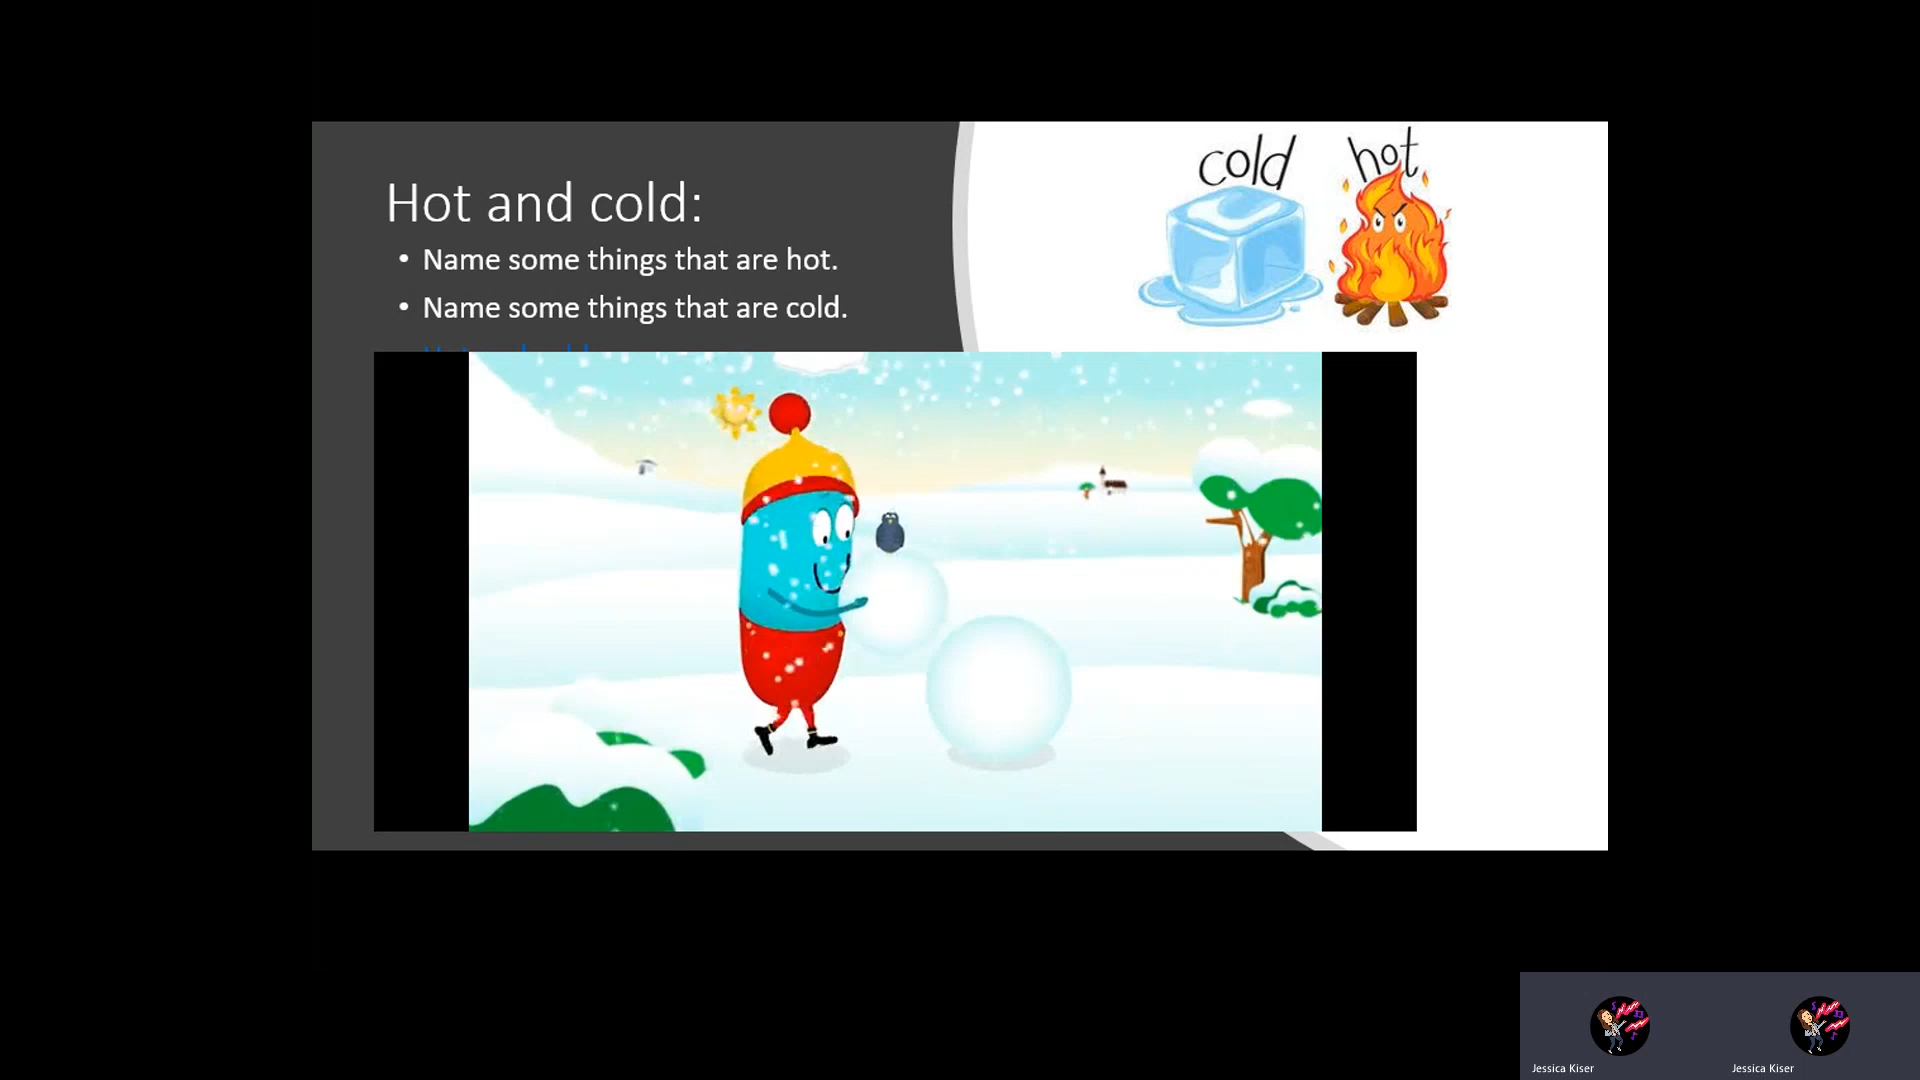 cold hot
Hot and cold:
• Name some things that are hot.
• Name some things that are cold.
Jessica Kiser Jessica Kiser